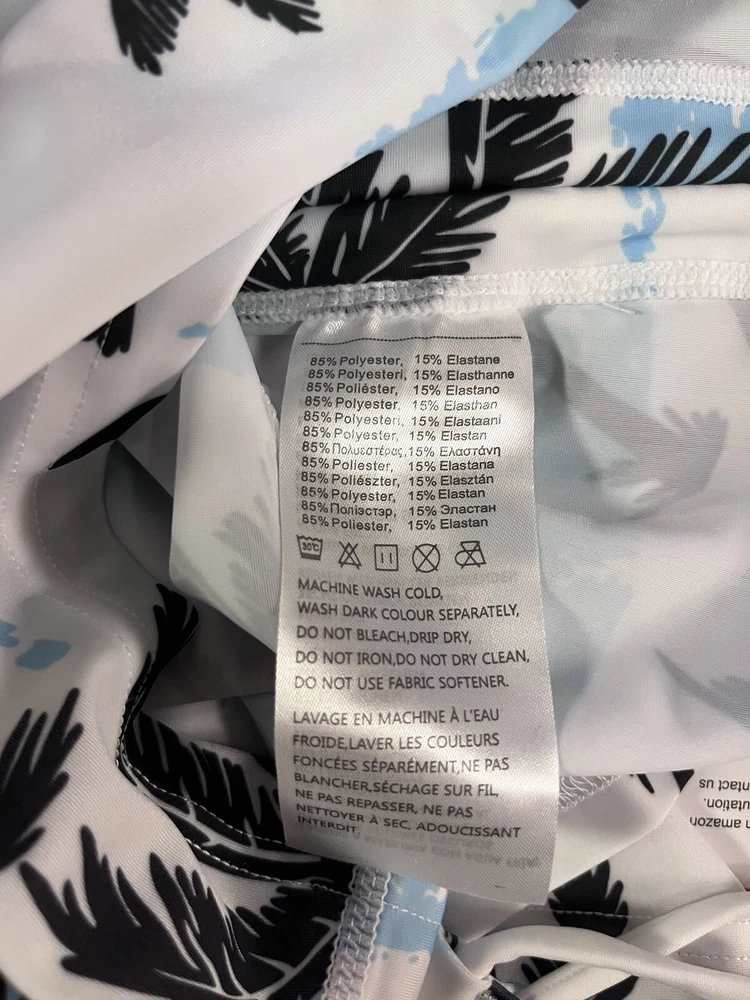 85% Polyester, 15% Elastane
85% Polyesteri, 15% Elasthanne
85% Poliéster, 15% Elastano
85% Polyester, 15% Elasthan
85% Polyesteri, 15% Elastaani
85% Polyester, 15% Elastan
85% Πολυεστέρας, 15% Ελαστάνη
85% Poliester, 15% Elastana
85% Poliészter, 15% Elasztán
85% Polyester, 15% Elastan
85% Поліэстэр, 15% Эластан
85% Poliester, 15% Elastan
30°C
MACHINE WASH COLD,
WASH DARK COLOUR SEPARATELY,
DO NOT BLEACH,DRIP DRY,
DO NOT IRON,DO NOT DRY CLEAN,
DO NOT USE FABRIC SOFTENER.
LAVAGE EN MACHINE À L'EAU
FROIDE,LAVER LES COULEURS
FONCÉES SÉPARÉMENT,NE PAS
BLANCHER,SÉCHAGE SUR FIL,
NE PAS REPASSER, NE PAS
NETTOYER À SEC, ADOUCISSANT
INTERDIT.
amazon
utation.
ntact us